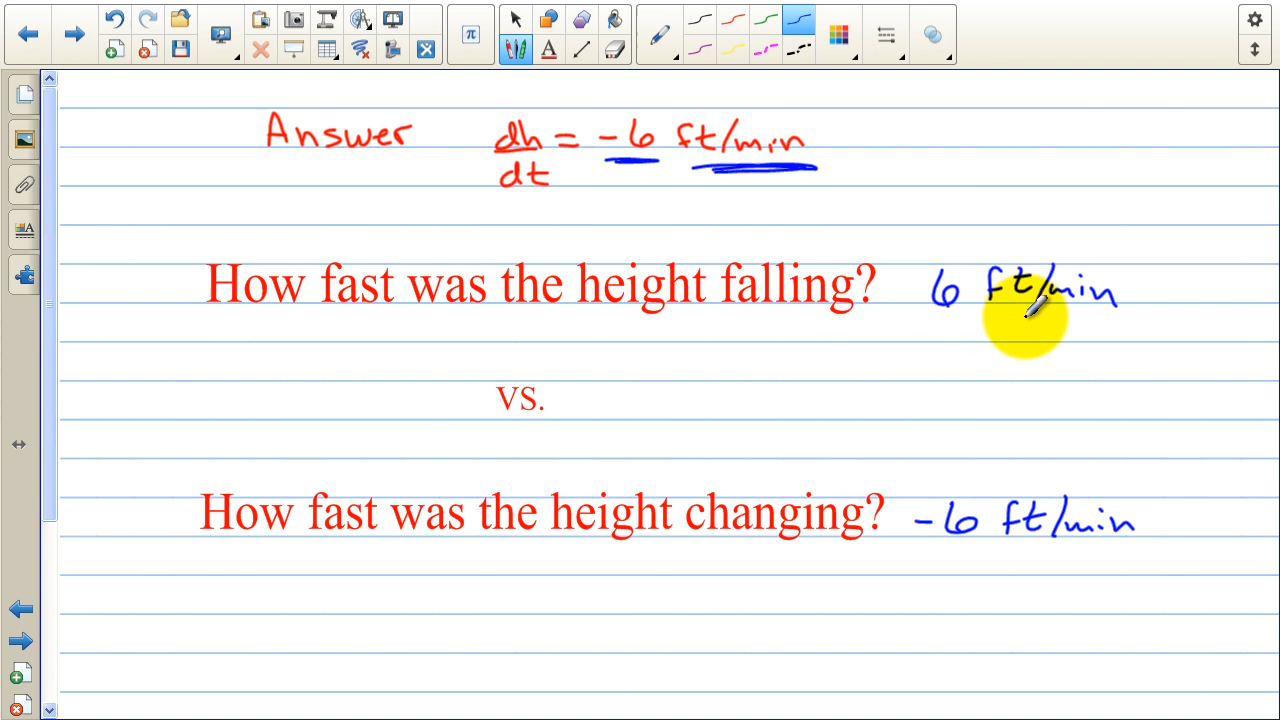 Answer dh/dt = -6 ft/min
How fast was the height falling? 6 ft/min
VS.
How fast was the height changing? -6 ft/min